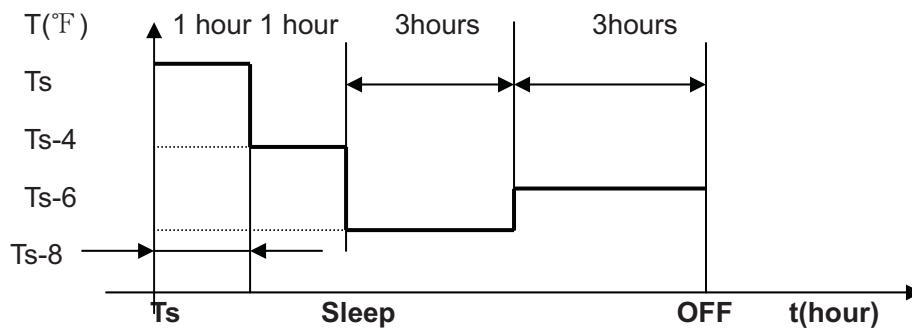 T(℉) 1 hour 1 hour 3hours 3hours
Ts
Ts-4
Ts-6
Ts-8
Ts Sleep OFF t(hour)